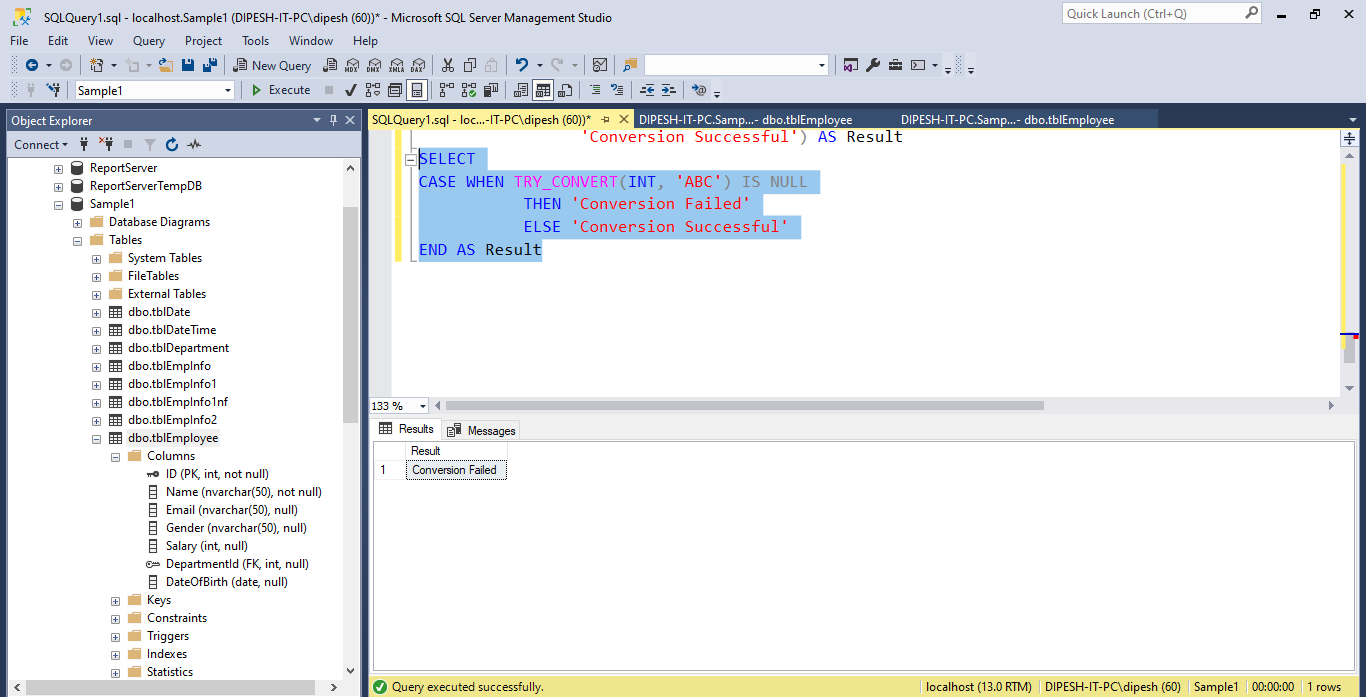 SQLQuery1.sql - localhost.Sample1 (DIPESH-IT-PC\dipesh (60))* - Microsoft SQL Server Management Studio
Quick Launch (Ctrl+Q)
File Edit View Query Project Tools Window Help
New Query MDX DMX XMLA DAX
Sample1 Execute
Object Explorer
Connect
ReportServer
ReportServerTempDB
Sample1
Database Diagrams
Tables
System Tables
FileTables
External Tables
dbo.tblDate
dbo.tblDateTime
dbo.tblDepartment
dbo.tblEmpInfo
dbo.tblEmpInfo1
dbo.tblEmpInfo1nf
dbo.tblEmpInfo2
dbo.tblEmployee
Columns
ID (PK, int, not null)
Name (nvarchar(50), not null)
Email (nvarchar(50), null)
Gender (nvarchar(50), null)
Salary (int, null)
DepartmentId (FK, int, null)
DateOfBirth (date, null)
Keys
Constraints
Triggers
Indexes
Statistics
SQLQuery1.sql - loc...-IT-PC\dipesh (60))* DIPESH-IT-PC.Samp...- dbo.tblEmployee DIPESH-IT-PC.Samp...- dbo.tblEmployee
'Conversion Successful') AS Result
SELECT
CASE WHEN TRY_CONVERT(INT, 'ABC') IS NULL
THEN 'Conversion Failed'
ELSE 'Conversion Successful'
END AS Result
133 %
Results Messages
Result
1 Conversion Failed
Query executed successfully. localhost (13.0 RTM) DIPESH-IT-PC\dipesh (60) Sample1 00:00:00 1 rows